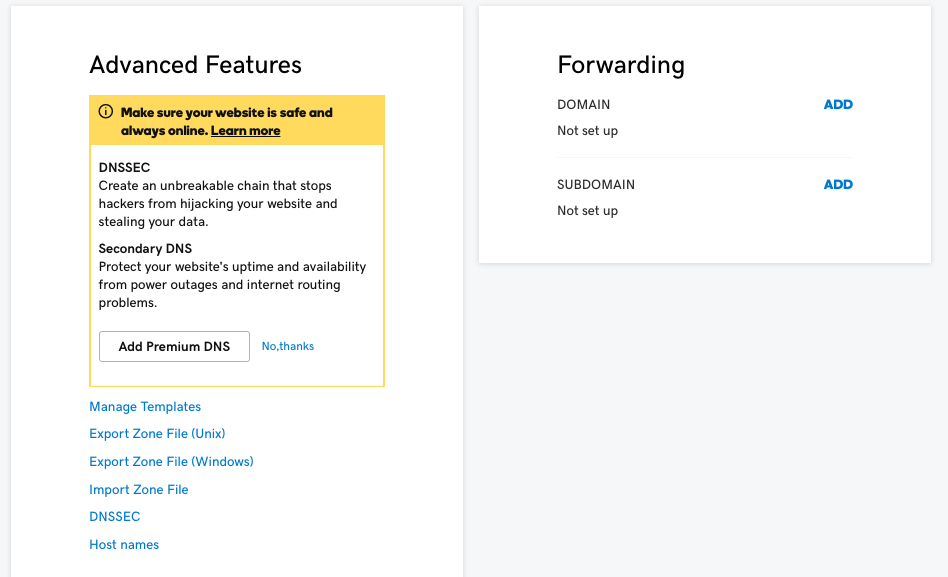 Advanced Features
Make sure your website is safe and
always online. Learn more
DNSSEC
Create an unbreakable chain that stops
hackers from hijacking your website and
stealing your data.
Secondary DNS
Protect your website's uptime and availability
from power outages and internet routing
problems.
Add Premium DNS
No,thanks
Manage Templates
Export Zone File (Unix)
Export Zone File (Windows)
Import Zone File
DNSSEC
Host names
Forwarding
DOMAIN
ADD
Not set up
SUBDOMAIN
ADD
Not set up